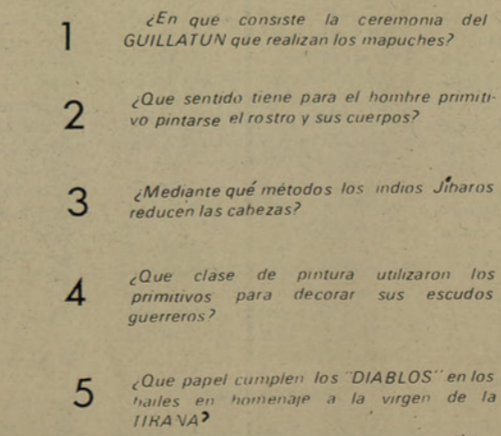 1
¿En que consiste la ceremonia del
GUILLATUN que realizan los mapuches?
2
¿Que sentido tiene para el hombre primiti-
vo pintarse el rostro y sus cuerpos?
3
¿Mediante qué métodos los indios Jíbaros
reducen las cabezas?
4
¿Que clase de pintura utilizaron los
primitivos para decorar sus escudos
guerreros?
5
¿Que papel cumplen los "DIABLOS" en los
bailes en homenaje a la virgen de la
TIRANA?